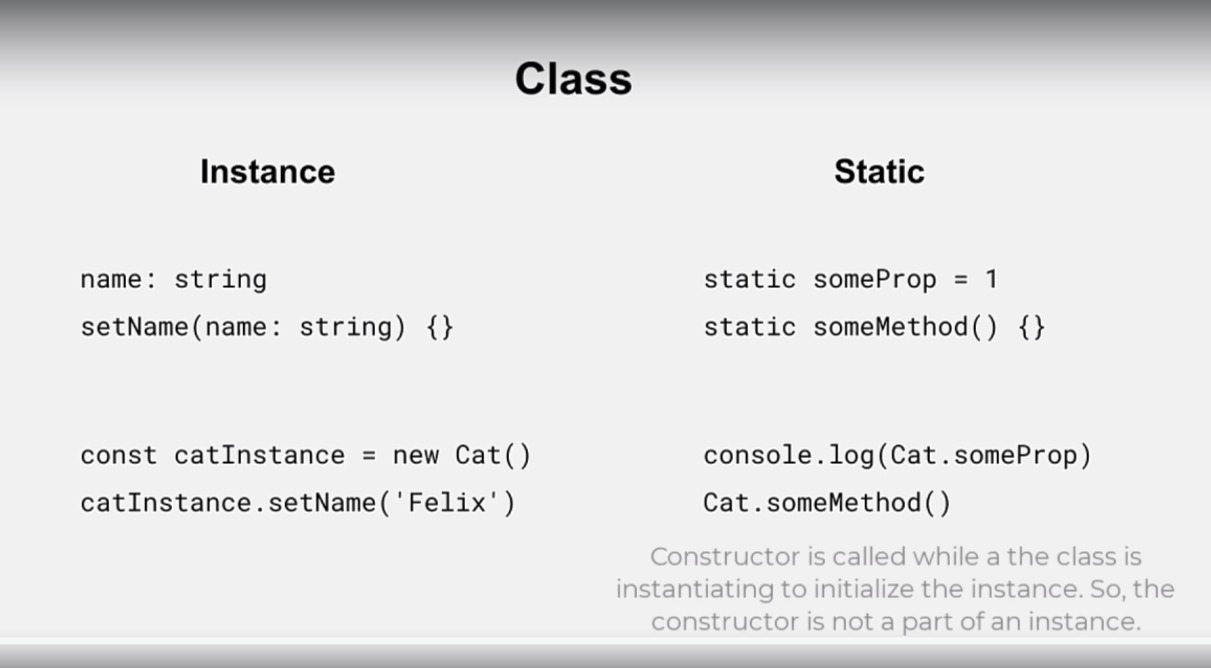 Class
Instance
Static
name: string
setName(name: string) {}
static someProp = 1
static someMethod() {}
const catInstance = new Cat()
catInstance.setName('Felix')
console.log(Cat.someProp)
Cat.someMethod()
Constructor is called while a the class is
instantiating to initialize the instance. So, the
constructor is not a part of an instance.